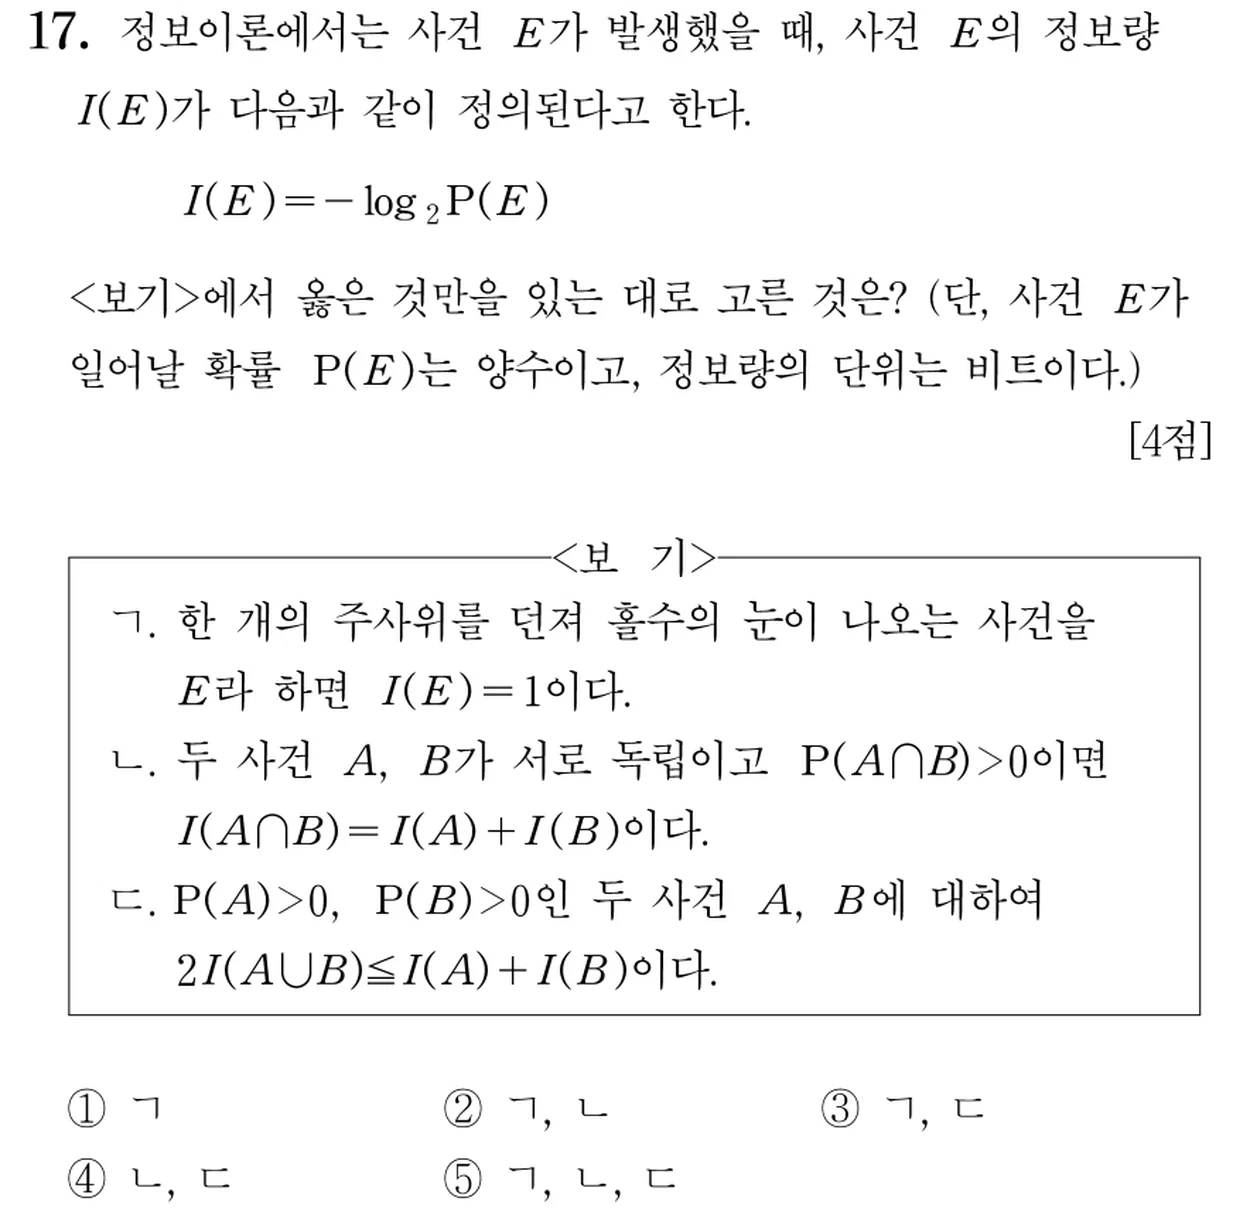 17. 정보이론에서는 사건 E가 발생했을 때, 사건 E의 정보량
I(E)가 다음과 같이 정의된다고 한다.
I(E)=-log₂P(E)
<보기>에서 옳은 것만을 있는 대로 고른 것은? (단, 사건 E가
일어날 확률 P(E)는 양수이고, 정보량의 단위는 비트이다.)
[4점]
<보 기>
ㄱ. 한 개의 주사위를 던져 홀수의 눈이 나오는 사건을
E라 하면 I(E)=1이다.
ㄴ. 두 사건 A, B가 서로 독립이고 P(A∩B)>0이면
I(A∩B)=I(A)+I(B)이다.
ㄷ. P(A)>0, P(B)>0인 두 사건 A, B에 대하여
2I(A∪B)≦I(A)+I(B)이다.
① ㄱ ② ㄱ, ㄴ ③ ㄱ, ㄷ
④ ㄴ, ㄷ ⑤ ㄱ, ㄴ, ㄷ